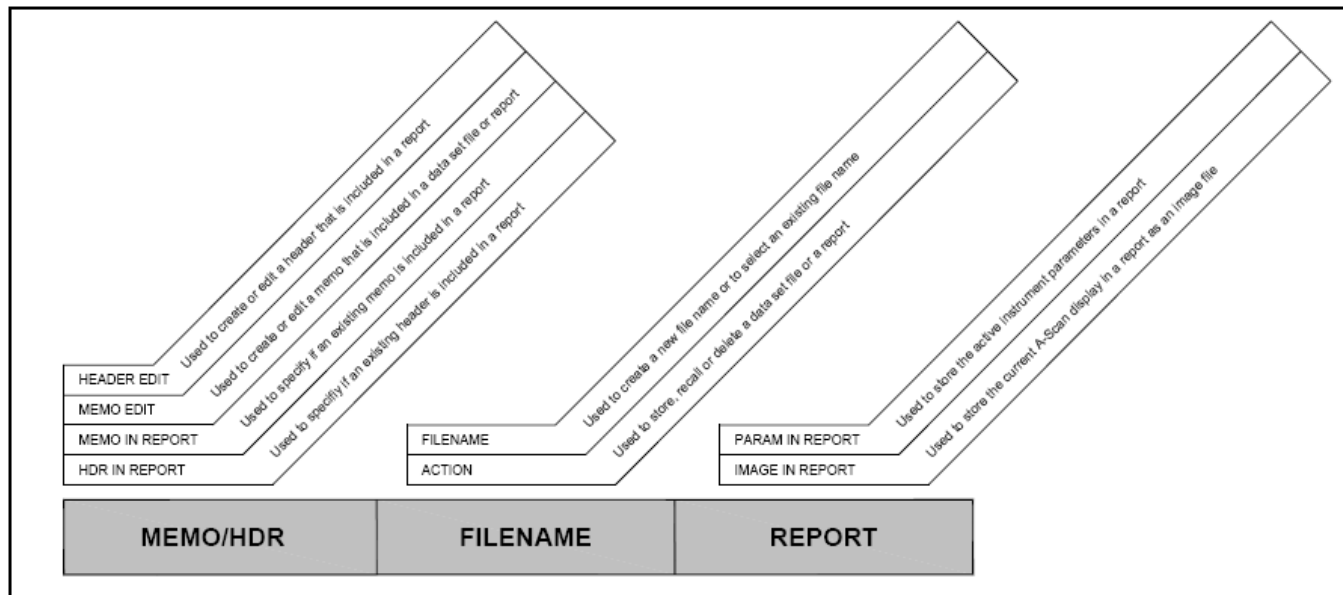 HEADER EDIT
Used to create or edit a header that is included in a report
MEMO EDIT
Used to create or edit a memo that is included in a data set file or report
MEMO IN REPORT
Used to specify if an existing memo is included in a report
HDR IN REPORT
Used to specifiy if an existing header is included in a report
FILENAME
Used to create a new file name or to select an existing file name
ACTION
Used to store, recall or delete a data set file or a report
PARAM IN REPORT
Used to store the active instrument parameters in a report
IMAGE IN REPORT
Used to store the current A-Scan display in a report as an image file
MEMO/HDR
FILENAME
REPORT